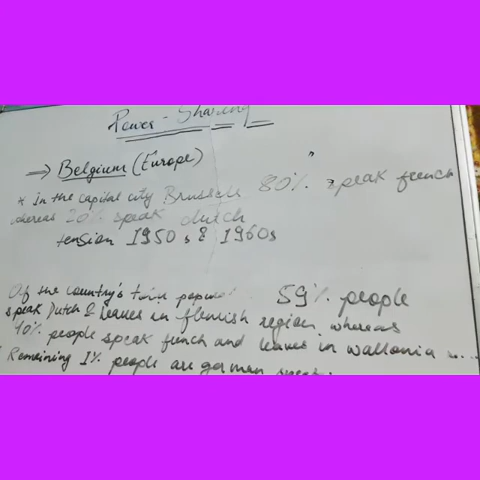 Power - Sharing
⇒ Belgium (Europe)
* In the capital city Brussels 80% speak french
whereas 20% speak dutch
tension 1950s & 1960s
Of the country's total 59% people
speak Dutch & leaves in flemish region, whereas
40% people speak french and leaves in wallonia
Remaining 1% people are german